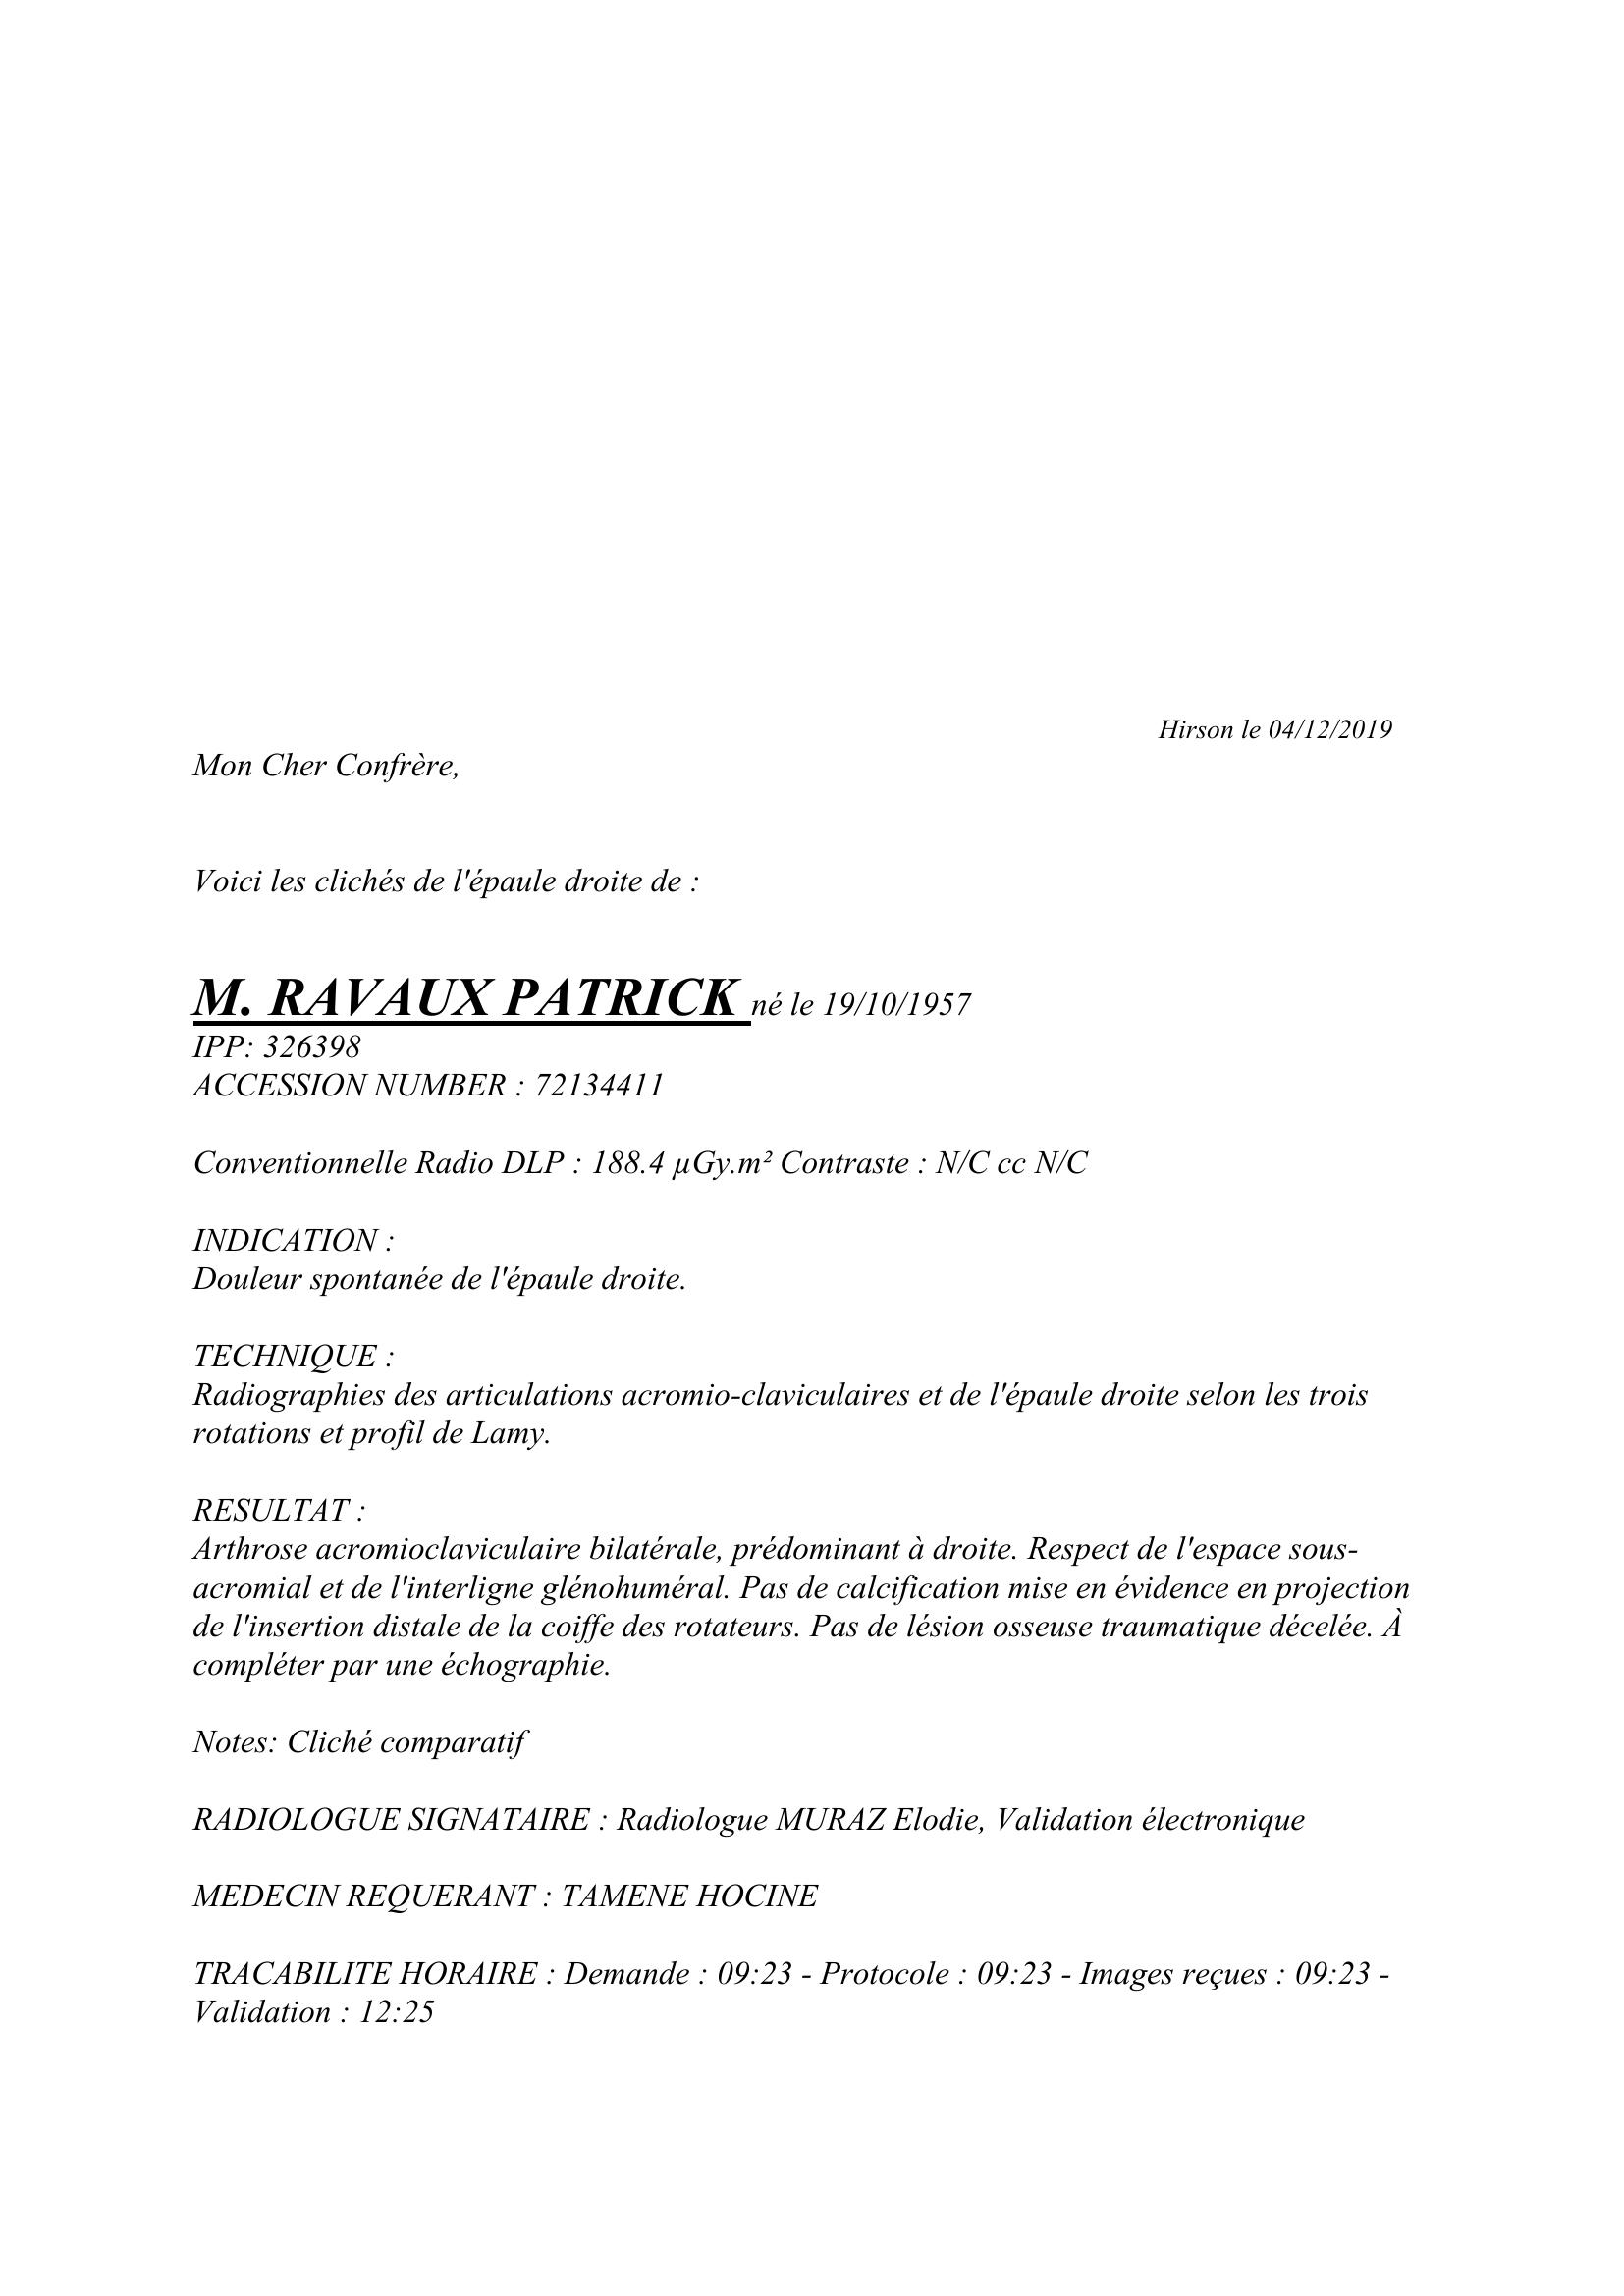 Hirson le 04/12/2019
Mon Cher Confrère,
Voici les clichés de l'épaule droite de :
M. RAVAUX PATRICK né le 19/10/1957
IPP: 326398
ACCESSION NUMBER : 72134411
Conventionnelle Radio DLP : 188.4 µGy.m² Contraste : N/C cc N/C
INDICATION :
Douleur spontanée de l'épaule droite.
TECHNIQUE :
Radiographies des articulations acromio-claviculaires et de l'épaule droite selon les trois
rotations et profil de Lamy.
RESULTAT :
Arthrose acromioclaviculaire bilatérale, prédominant à droite. Respect de l'espace sous-
acromial et de l'interligne glénohuméral. Pas de calcification mise en évidence en projection
de l'insertion distale de la coiffe des rotateurs. Pas de lésion osseuse traumatique décelée. À
compléter par une échographie.
Notes: Cliché comparatif
RADIOLOGUE SIGNATAIRE : Radiologue MURAZ Elodie, Validation électronique
MEDECIN REQUERANT : TAMENE HOCINE
TRACABILITE HORAIRE : Demande : 09:23 - Protocole : 09:23 - Images reçues : 09:23 -
Validation : 12:25